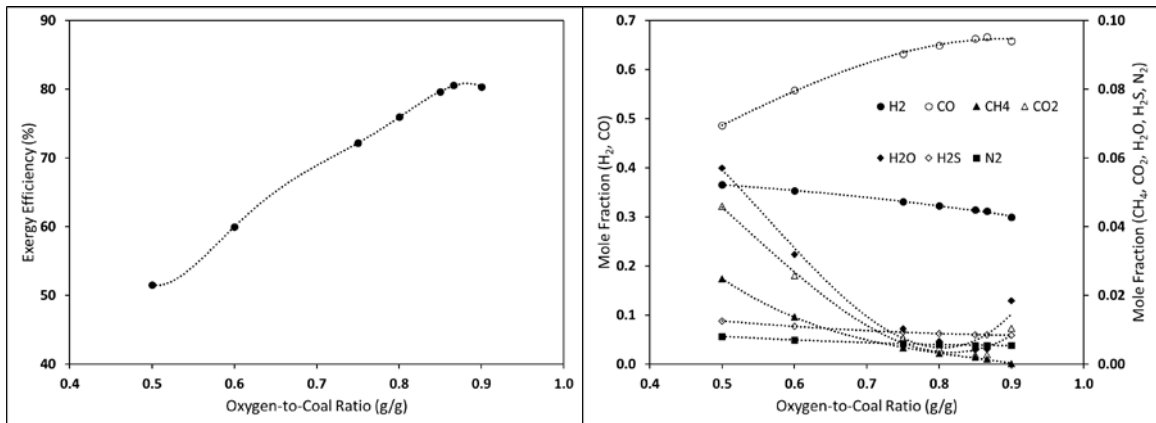 90
80
70
60
50
40
Exergy Efficiency (%)
0.4 0.5 0.6 0.7 0.8 0.9 1.0
Oxygen-to-Coal Ratio (g/g)
0.7
0.6
0.5
0.4
0.3
0.2
0.1
0.0
Mole Fraction (H₂, CO)
H2 CO CH4 CO2
H2O H2S N2
0.10
0.08
0.06
0.04
0.02
0.00
Mole Fraction (CH₄, CO₂, H₂O, H₂S, N₂)
0.4 0.5 0.6 0.7 0.8 0.9 1.0
Oxygen-to-Coal Ratio (g/g)